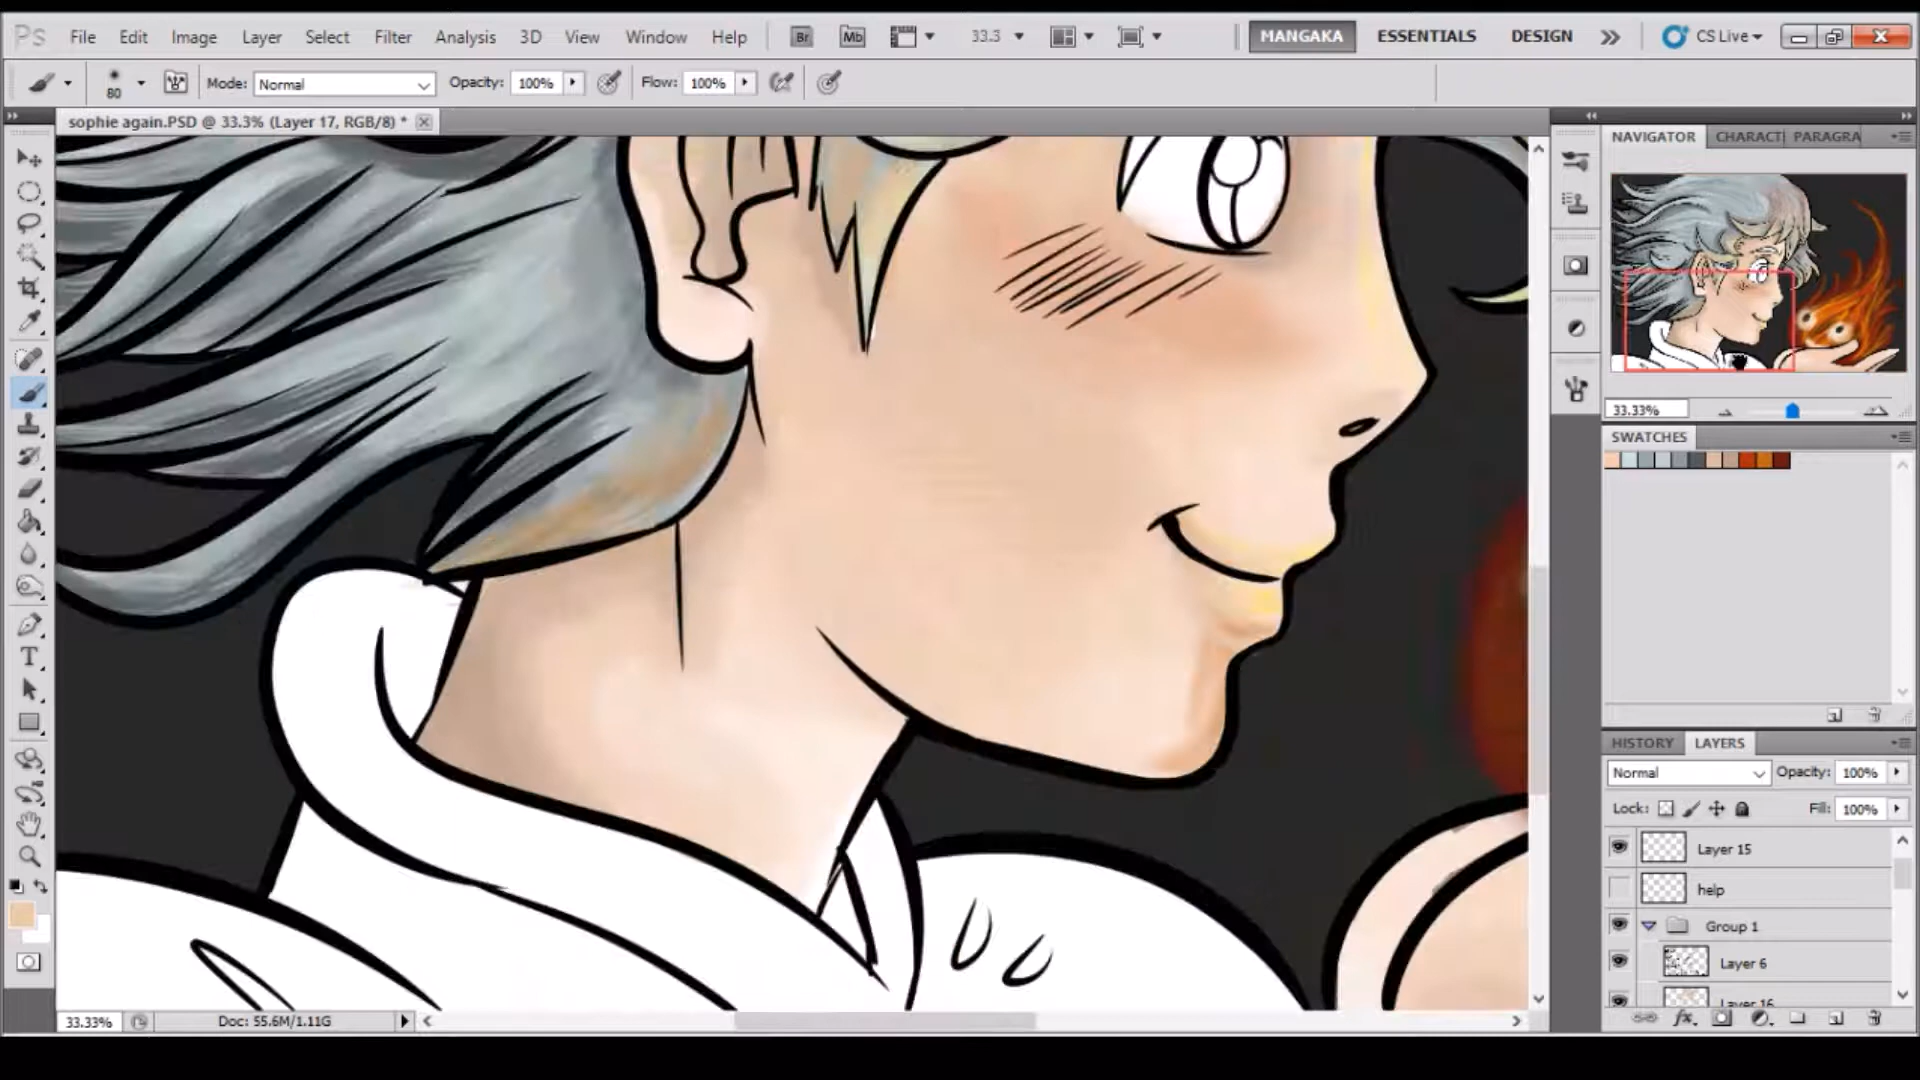 Ps File Edit Image Layer Select Filter Analysis 3D View Window Help Br Mb 33.3 MANGAKA ESSENTIALS DESIGN CS Live
80 Mode: Normal Opacity: 100% Flow: 100%
sophie again.PSD @ 33.3% (Layer 17, RGB/8) *
NAVIGATOR CHARACT PARAGRA
33.33%
SWATCHES
HISTORY LAYERS
Normal Opacity: 100%
Lock: Fill: 100%
Layer 15
help
Group 1
Layer 6
Layer 16
33.33% Doc: 55.6M/1.11G